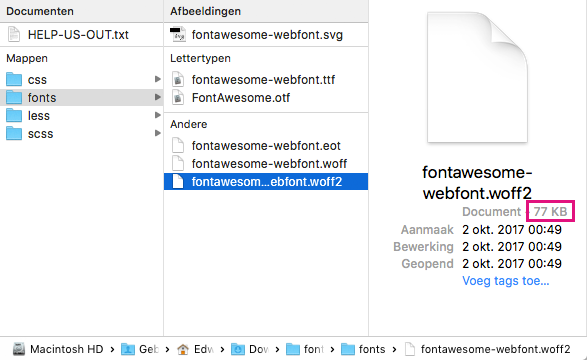 Documenten
HELP-US-OUT.txt
Mappen
css
fonts
less
scss
Afbeeldingen
fontawesome-webfont.svg
Lettertypen
fontawesome-webfont.ttf
FontAwesome.otf
Andere
fontawesome-webfont.eot
fontawesome-webfont.woff
fontawesom...ebfont.woff2
fontawesome-
webfont.woff2
Document 77 KB
Aanmaak 2 okt. 2017 00:49
Bewerking 2 okt. 2017 00:49
Geopend 2 okt. 2017 00:49
Voeg tags toe...
Macintosh HD › Geb › Edw › Dow › font › fonts › fontawesome-webfont.woff2